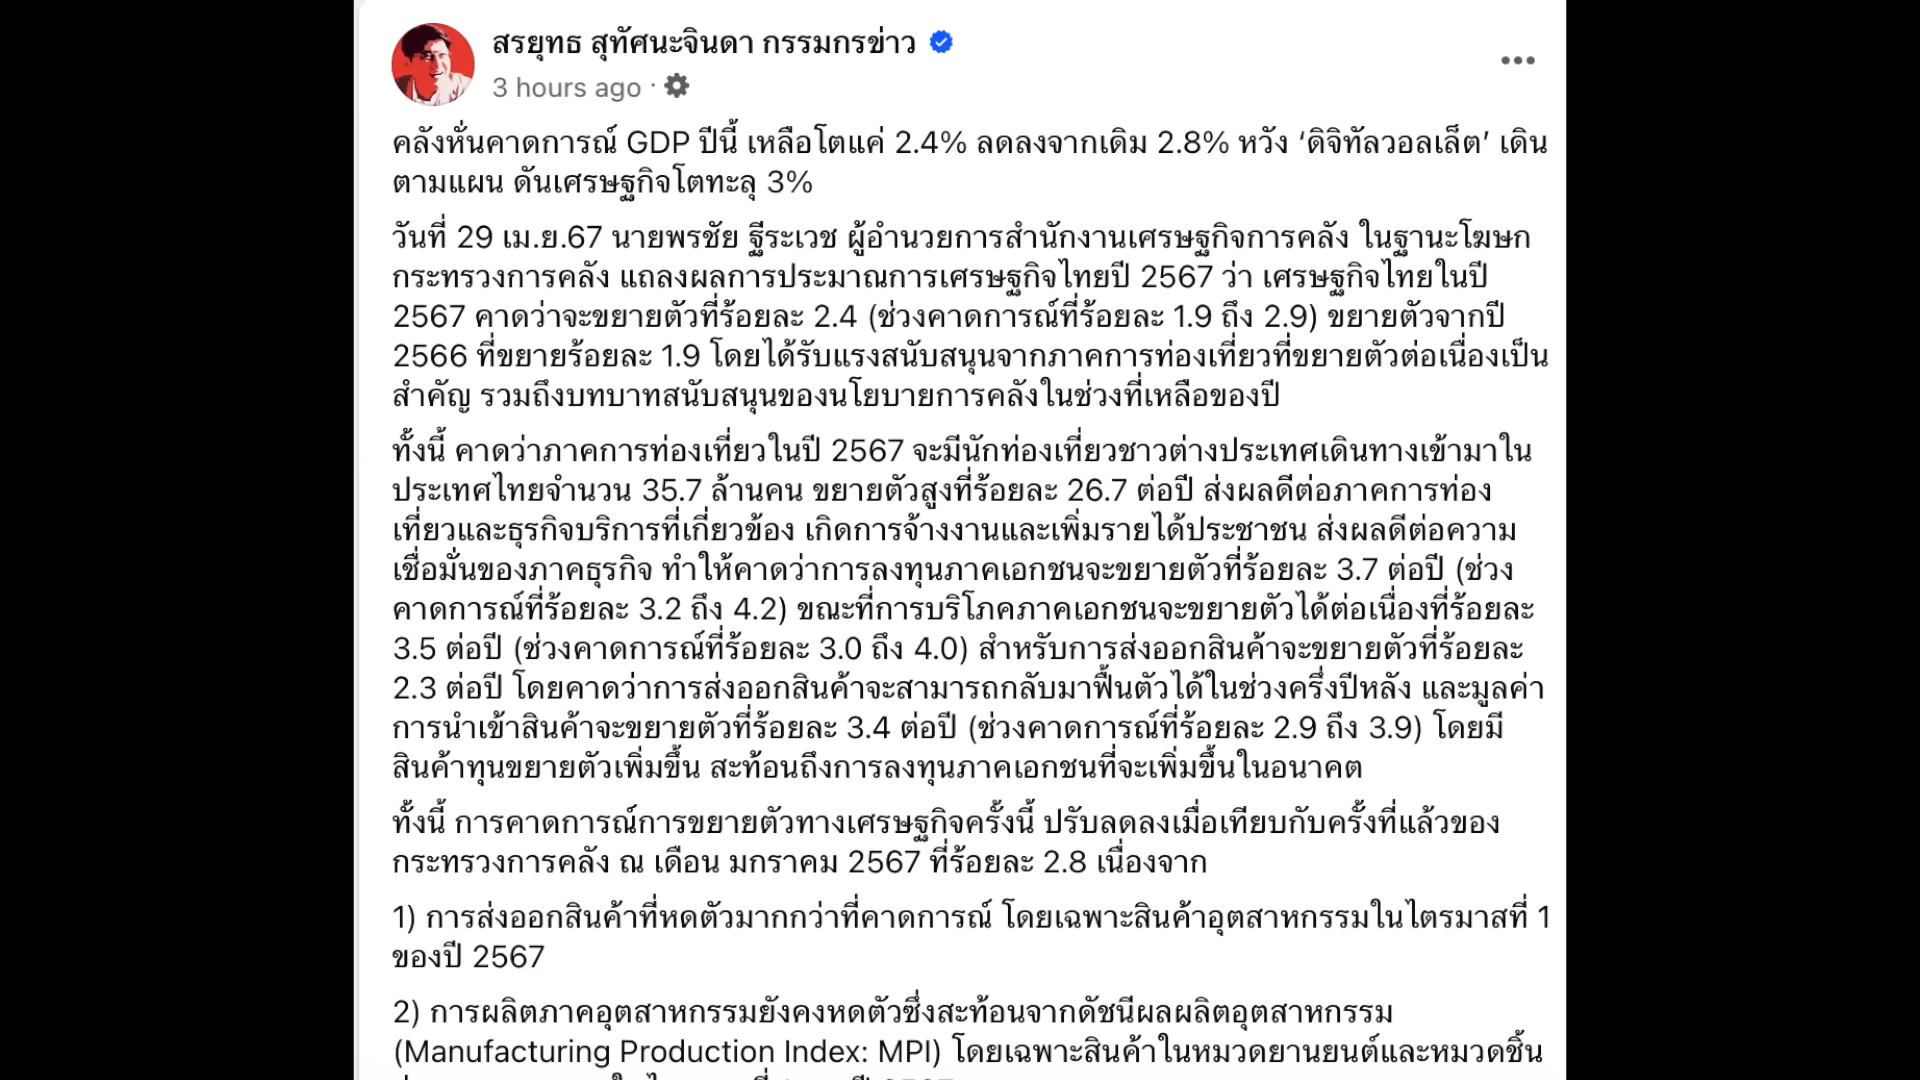 สรยุทธ สุทัศนะจินดา กรรมกรข่าว
3 hours ago ·
คลังหั่นคาดการณ์ GDP ปีนี้ เหลือโตแค่ 2.4% ลดลงจากเดิม 2.8% หวัง ‘ดิจิทัลวอลเล็ต’ เดิน
ตามแผน ดันเศรษฐกิจโตทะลุ 3%
วันที่ 29 เม.ย.67 นายพรชัย ฐีระเวช ผู้อำนวยการสำนักงานเศรษฐกิจการคลัง ในฐานะโฆษก
กระทรวงการคลัง แถลงผลการประมาณการเศรษฐกิจไทยปี 2567 ว่า เศรษฐกิจไทยในปี
2567 คาดว่าจะขยายตัวที่ร้อยละ 2.4 (ช่วงคาดการณ์ที่ร้อยละ 1.9 ถึง 2.9) ขยายตัวจากปี
2566 ที่ขยายร้อยละ 1.9 โดยได้รับแรงสนับสนุนจากภาคการท่องเที่ยวที่ขยายตัวต่อเนื่องเป็น
สำคัญ รวมถึงบทบาทสนับสนุนของนโยบายการคลังในช่วงที่เหลือของปี
ทั้งนี้ คาดว่าภาคการท่องเที่ยวในปี 2567 จะมีนักท่องเที่ยวชาวต่างประเทศเดินทางเข้ามาใน
ประเทศไทยจำนวน 35.7 ล้านคน ขยายตัวสูงที่ร้อยละ 26.7 ต่อปี ส่งผลดีต่อภาคการท่อง
เที่ยวและธุรกิจบริการที่เกี่ยวข้อง เกิดการจ้างงานและเพิ่มรายได้ประชาชน ส่งผลดีต่อความ
เชื่อมั่นของภาคธุรกิจ ทำให้คาดว่าการลงทุนภาคเอกชนจะขยายตัวที่ร้อยละ 3.7 ต่อปี (ช่วง
คาดการณ์ที่ร้อยละ 3.2 ถึง 4.2) ขณะที่การบริโภคภาคเอกชนจะขยายตัวได้ต่อเนื่องที่ร้อยละ
3.5 ต่อปี (ช่วงคาดการณ์ที่ร้อยละ 3.0 ถึง 4.0) สำหรับการส่งออกสินค้าจะขยายตัวที่ร้อยละ
2.3 ต่อปี โดยคาดว่าการส่งออกสินค้าจะสามารถกลับมาฟื้นตัวได้ในช่วงครึ่งปีหลัง และมูลค่า
การนำเข้าสินค้าจะขยายตัวที่ร้อยละ 3.4 ต่อปี (ช่วงคาดการณ์ที่ร้อยละ 2.9 ถึง 3.9) โดยมี
สินค้าทุนขยายตัวเพิ่มขึ้น สะท้อนถึงการลงทุนภาคเอกชนที่จะเพิ่มขึ้นในอนาคต
ทั้งนี้ การคาดการณ์การขยายตัวทางเศรษฐกิจครั้งนี้ ปรับลดลงเมื่อเทียบกับครั้งที่แล้วของ
กระทรวงการคลัง ณ เดือน มกราคม 2567 ที่ร้อยละ 2.8 เนื่องจาก
1) การส่งออกสินค้าที่หดตัวมากกว่าที่คาดการณ์ โดยเฉพาะสินค้าอุตสาหกรรมในไตรมาสที่ 1
ของปี 2567
2) การผลิตภาคอุตสาหกรรมยังคงหดตัวซึ่งสะท้อนจากดัชนีผลผลิตอุตสาหกรรม
(Manufacturing Production Index: MPI) โดยเฉพาะสินค้าในหมวดยานยนต์และหมวดชิ้น